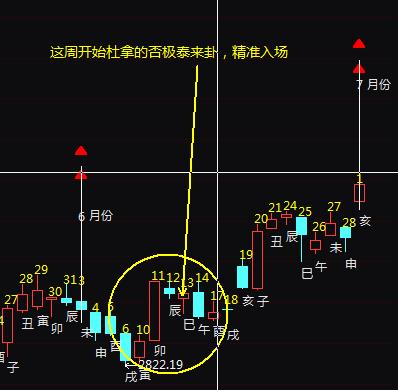 这周开始杜拿的否极泰来卦，精准入场
7 月份
6 月份
1
亥
20 21 24 25 27 28
丑 辰 巳 午 未 申
19
亥 子
27 28 29 30 31 3
子 丑 寅 卯 辰 未
4 5 6 10 11 12 13 14 17 18
申 酉 戌 寅 卯 辰 巳 午 酉 戌
2822.19